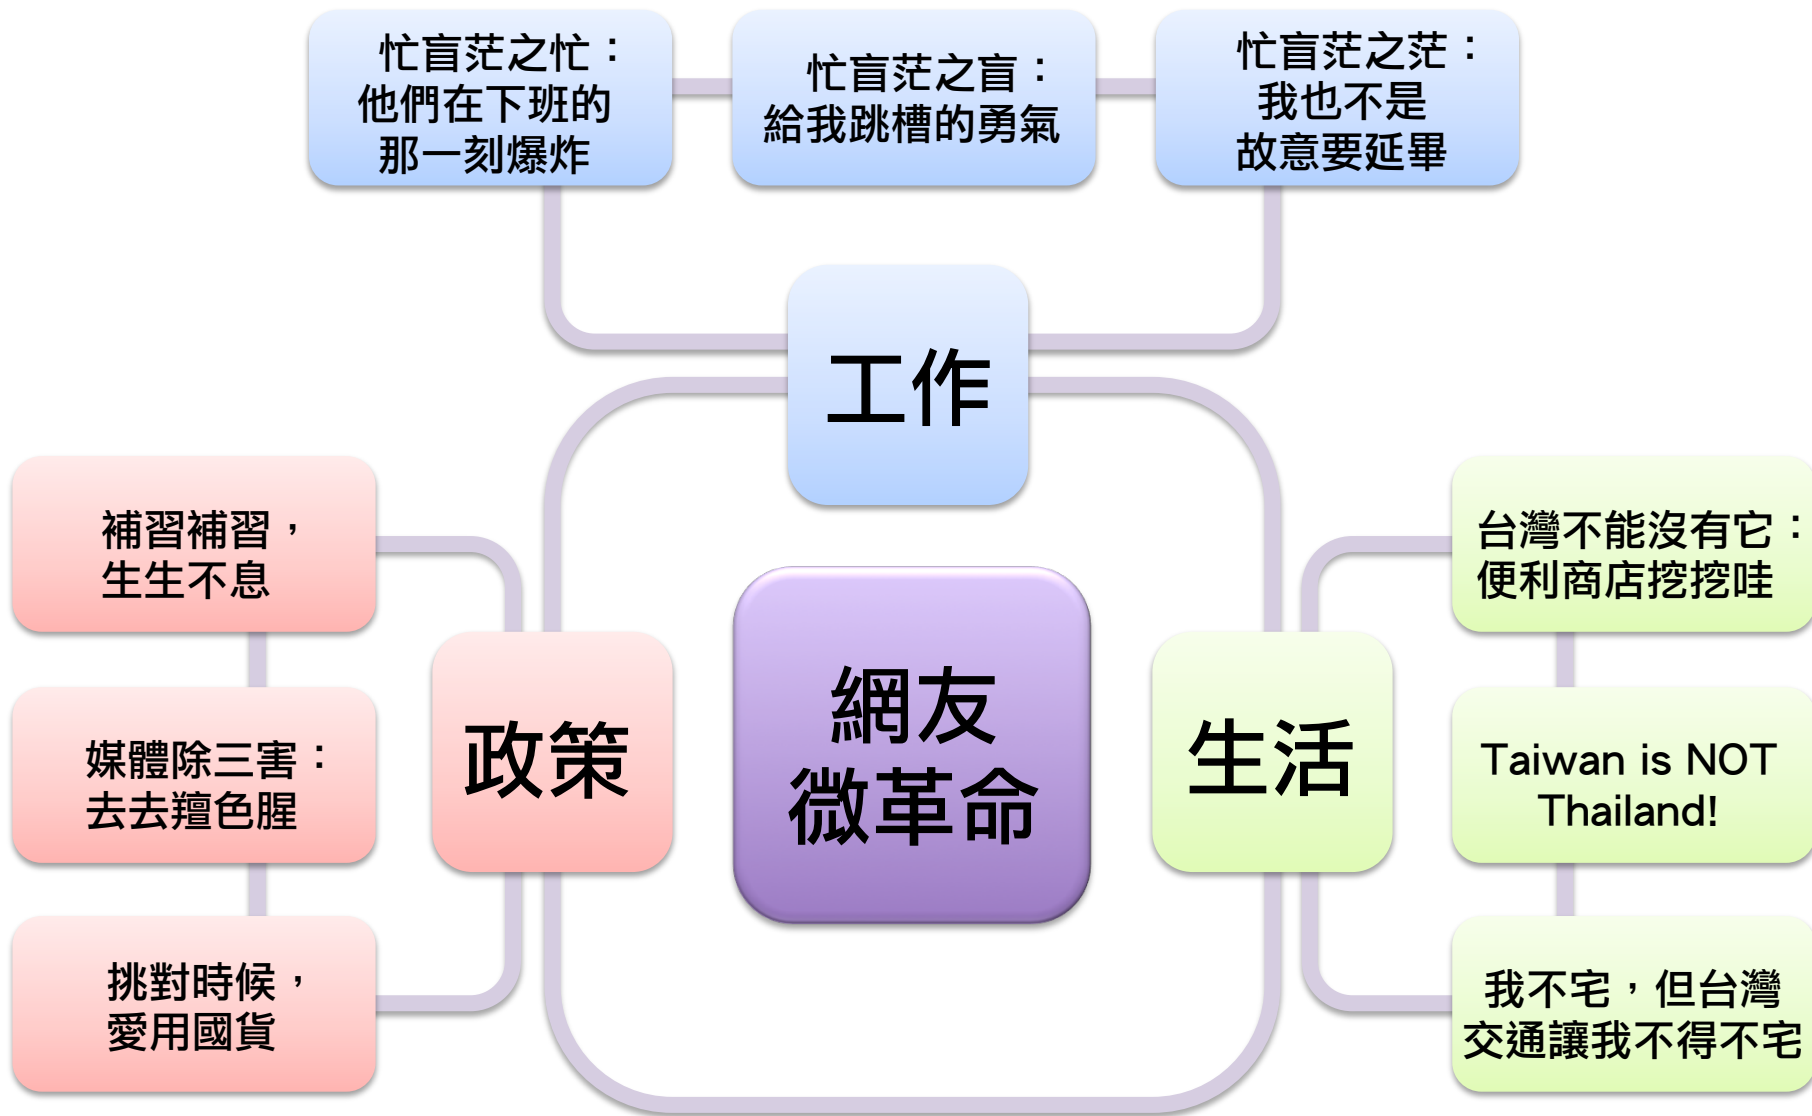 忙盲茫之忙：
他們在下班的
那一刻爆炸
忙盲茫之盲：
給我跳槽的勇氣
忙盲茫之茫：
我也不是
故意要延畢
工作
補習補習，
生生不息
媒體除三害：
去去羶色腥
挑對時候，
愛用國貨
政策
網友
微革命
生活
台灣不能沒有它：
便利商店挖挖哇
Taiwan is NOT
Thailand!
我不宅，但台灣
交通讓我不得不宅